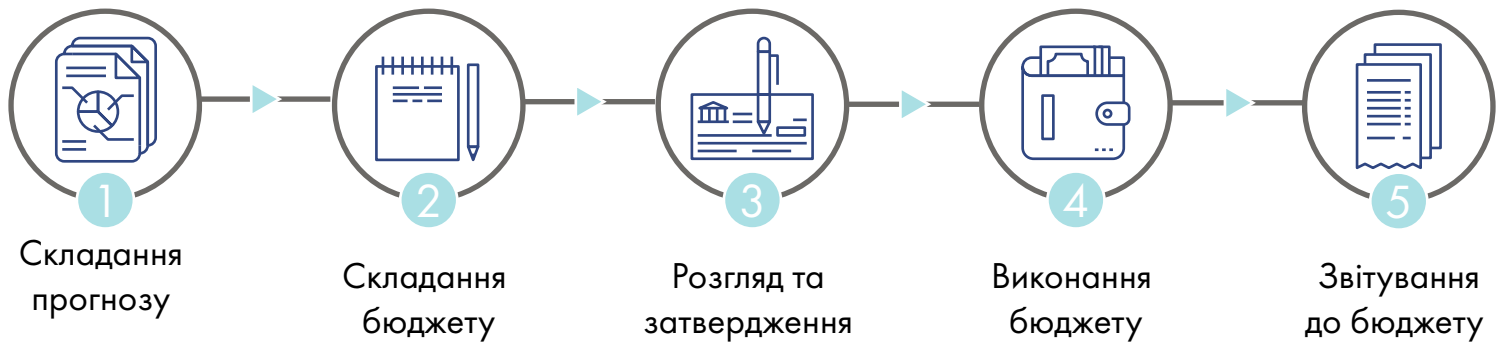 1
Складання
прогнозу
2
Складання
бюджету
3
Розгляд та
затвердження
4
Виконання
бюджету
5
Звітування
до бюджету